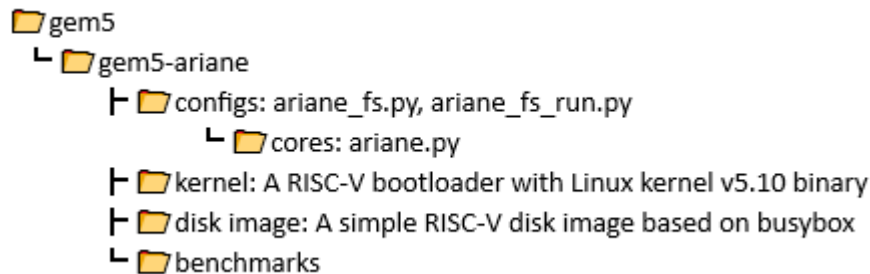 gem5
gem5-ariane
configs: ariane_fs.py, ariane_fs_run.py
cores: ariane.py
kernel: A RISC-V bootloader with Linux kernel v5.10 binary
disk image: A simple RISC-V disk image based on busybox
benchmarks